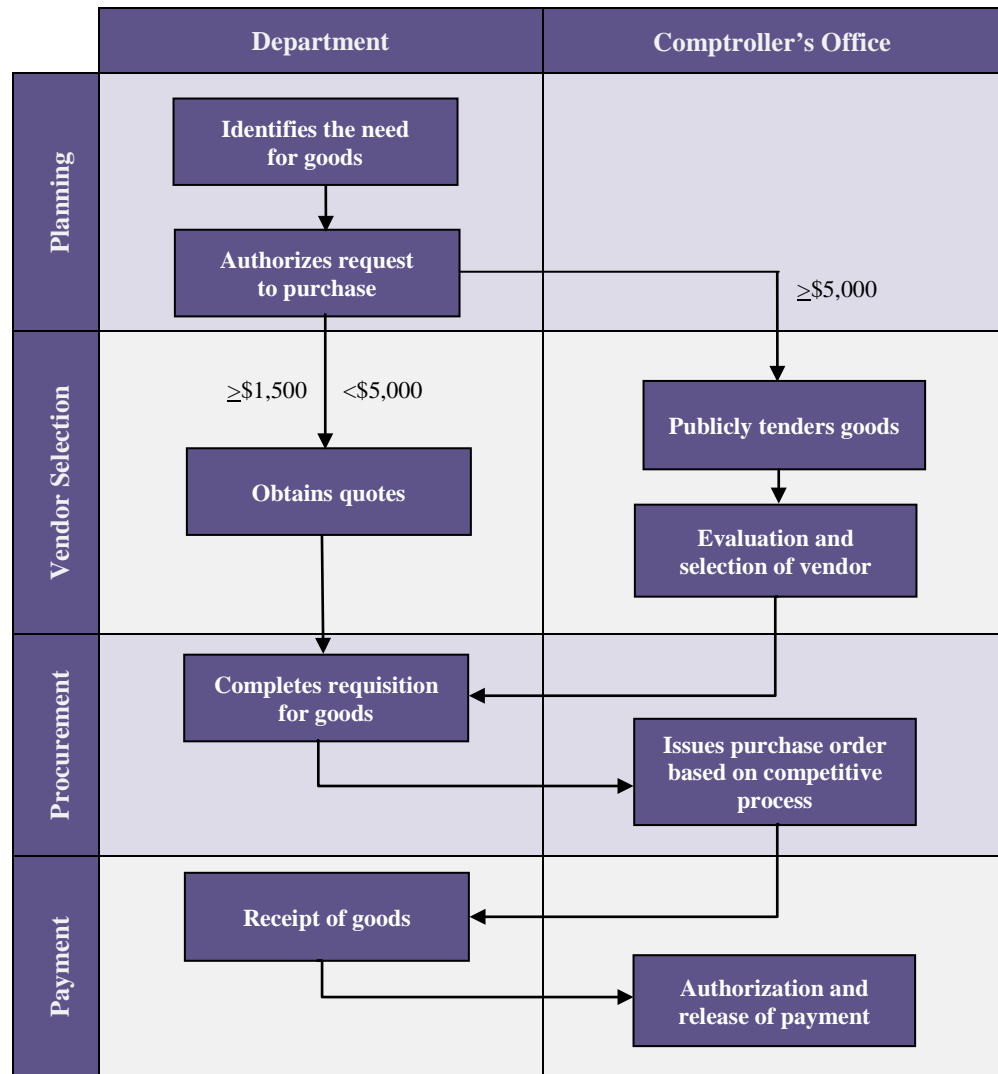 Department
Comptroller’s Office
Planning
Identifies the need
for goods
Authorizes request
to purchase
≥$5,000
Vendor Selection
≥$1,500 <$5,000
Publicly tenders goods
Obtains quotes
Evaluation and
selection of vendor
Procurement
Completes requisition
for goods
Issues purchase order
based on competitive
process
Payment
Receipt of goods
Authorization and
release of payment